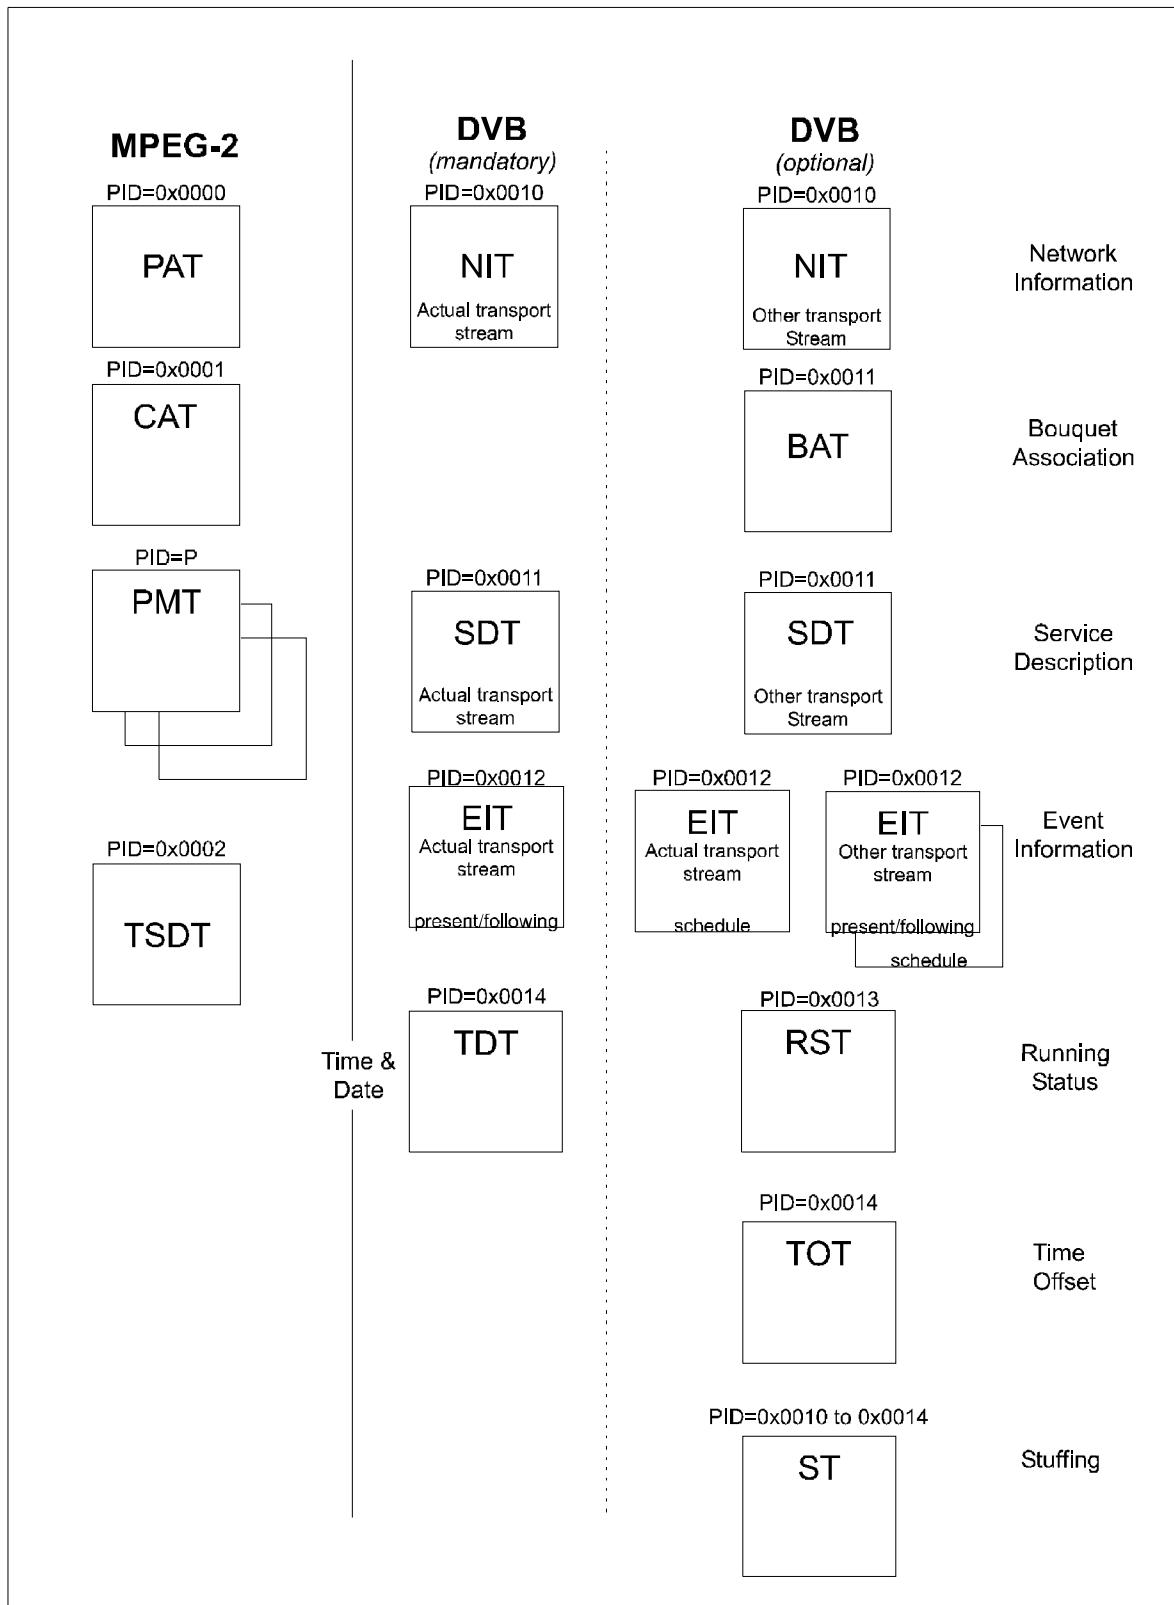 MPEG-2
PID=0x0000
PAT
PID=0x0001
CAT
PID=P
PMT
PID=0x0002
TSDT
Time &
Date
DVB
(mandatory)
PID=0x0010
NIT
Actual transport
stream
PID=0x0011
SDT
Actual transport
stream
PID=0x0012
EIT
Actual transport
stream
present/following
PID=0x0014
TDT
DVB
(optional)
PID=0x0010
NIT
Other transport
Stream
Network
Information
PID=0x0011
BAT
Bouquet
Association
PID=0x0011
SDT
Other transport
Stream
Service
Description
PID=0x0012
EIT
Actual transport
stream
schedule
PID=0x0012
EIT
Other transport
stream
present/following
schedule
Event
Information
PID=0x0013
RST
Running
Status
PID=0x0014
TOT
Time
Offset
PID=0x0010 to 0x0014
ST
Stuffing